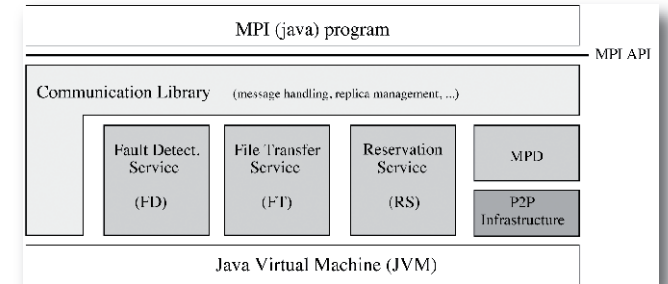 MPI (java) program
MPI API
Communication Library (message handling, replica management, ...)
Fault Detect.
Service
(FD)
File Transfer
Service
(FT)
Reservation
Service
(RS)
MPD
P2P
Infrastructure
Java Virtual Machine (JVM)